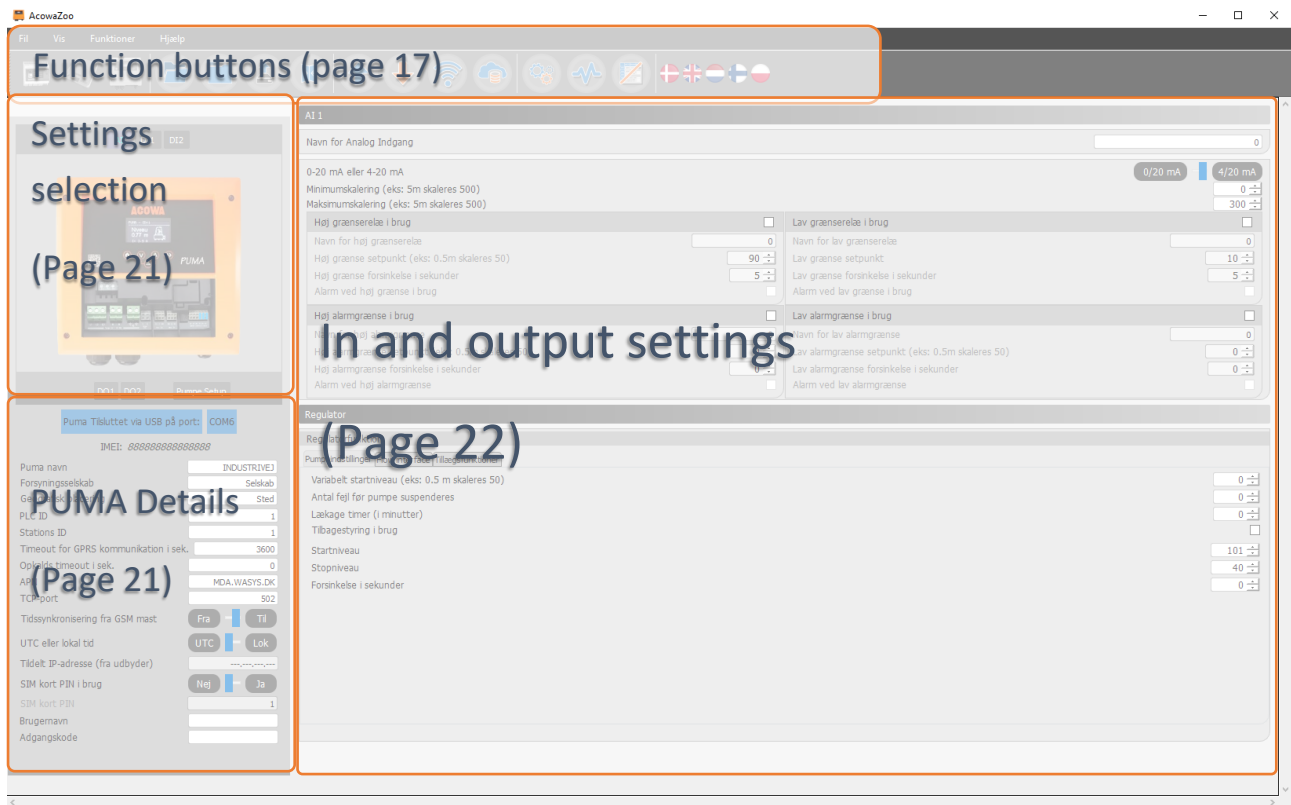 AcowaZoo
Fil Vis Funktioner Hjælp
Function buttons (page 17)
Settings
selection
(Page 21)
DI2
ACOWA
PUMA
DO1 DO2 Pumpe Setup
AI 1
Navn for Analog Indgang 0
0-20 mA eller 4-20 mA 0/20 mA 4/20 mA
Minimumskalering (eks: 5m skaleres 500) 0
Maksimumskalering (eks: 5m skaleres 500) 300
Høj grænserelæ i brug
Navn for høj grænserelæ 0
Høj grænse setpunkt (eks: 0.5m skaleres 50) 90
Høj grænse forsinkelse i sekunder 5
Alarm ved høj grænse i brug
Lav grænserelæ i brug
Navn for lav grænserelæ 0
Lav grænse setpunkt 10
Lav grænse forsinkelse i sekunder 5
Alarm ved lav grænse i brug
Høj alarmgrænse i brug
Høj alarmgrænse forsinkelse i sekunder 0
Alarm ved høj alarmgrænse
Lav alarmgrænse i brug
Navn for lav alarmgrænse 0
Lav alarmgrænse setpunkt (eks: 0.5m skaleres 50) 0
Lav alarmgrænse forsinkelse i sekunder 0
Alarm ved lav alarmgrænse
In and output settings
(Page 22)
Regulator
Variabelt startniveau (eks: 0.5 m skaleres 50) 0
Antal fejl før pumpe suspenderes 0
Lækage timer (i minutter) 0
Tilbagestyring i brug
Startniveau 101
Stopniveau 40
Forsinkelse i sekunder 0
Puma Tilsluttet via USB på port: COM6
IMEI: 888888888888888
Puma navn INDUSTRIVEJ
Forsyningsselskab Selskab
Sted
PUMA Details
PLC ID 1
Stations ID 1
Timeout for GPRS kommunikation i sek. 3600
Opkalds timeout i sek. 0
(Page 21)
MDA.WASYS.DK
TCP-port 502
Tidssynkronisering fra GSM mast Fra Til
UTC eller lokal tid UTC Lok
Tildelt IP-adresse (fra udbyder) ---.---.---.---
SIM kort PIN i brug Nej Ja
SIM kort PIN 1
Brugernavn
Adgangskode